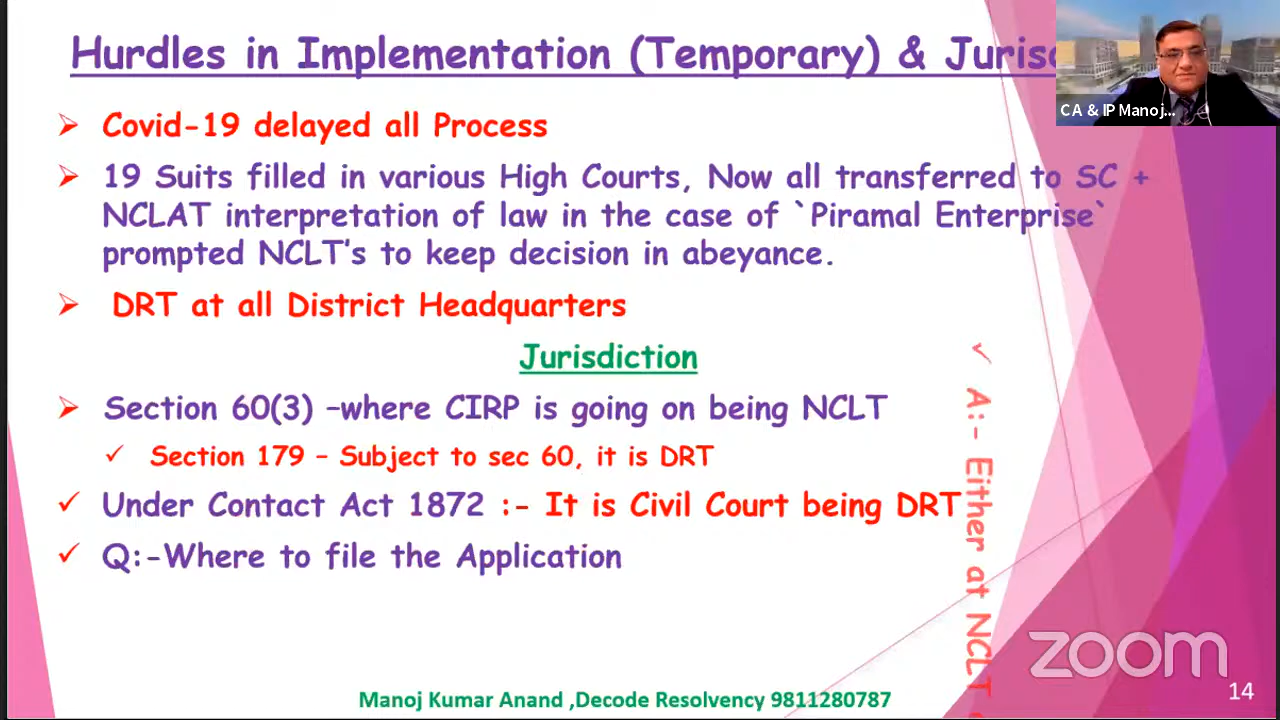 Hurdles in Implementation (Temporary) & Juris
CA & IP Manoj...
➢ Covid-19 delayed all Process
➢ 19 Suits filled in various High Courts, Now all transferred to SC +
NCLAT interpretation of law in the case of `Piramal Enterprise`
prompted NCLT’s to keep decision in abeyance.
➢ DRT at all District Headquarters
Jurisdiction
➢ Section 60(3) –where CIRP is going on being NCLT
✓ Section 179 – Subject to sec 60, it is DRT
✓ Under Contact Act 1872 :- It is Civil Court being DRT
✓ Q:-Where to file the Application
✓ A:- Either at NCLT
zoom
Manoj Kumar Anand ,Decode Resolvency 9811280787
14